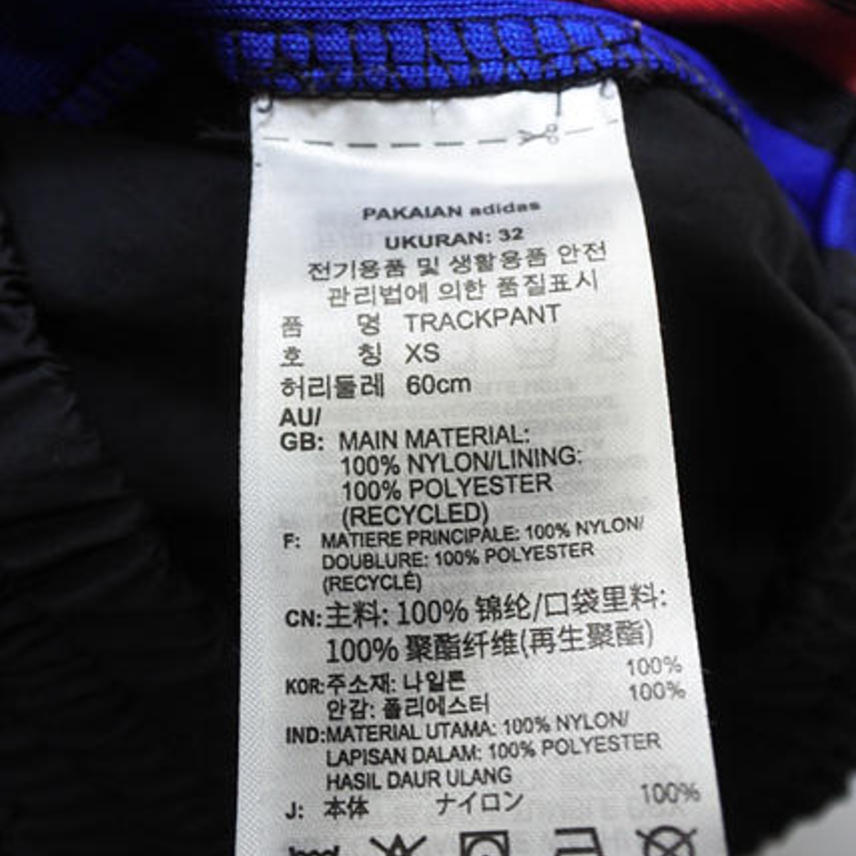 PAKAIAN adidas
UKURAN: 32
전기용품 및 생활용품 안전
관리법에 의한 품질표시
품 명 TRACKPANT
호 칭 XS
허리둘레 60cm
AU/
GB: MAIN MATERIAL:
100% NYLON/LINING:
100% POLYESTER
(RECYCLED)
F: MATIERE PRINCIPALE: 100% NYLON/
DOUBLURE: 100% POLYESTER
(RECYCLÉ)
CN:主料: 100% 锦纶/口袋里料:
100% 聚酯纤维(再生聚酯)
KOR:주소재: 나일론 100%
안감: 폴리에스터 100%
IND:MATERIAL UTAMA: 100% NYLON/
LAPISAN DALAM: 100% POLYESTER
HASIL DAUR ULANG
J: 本体 ナイロン 100%